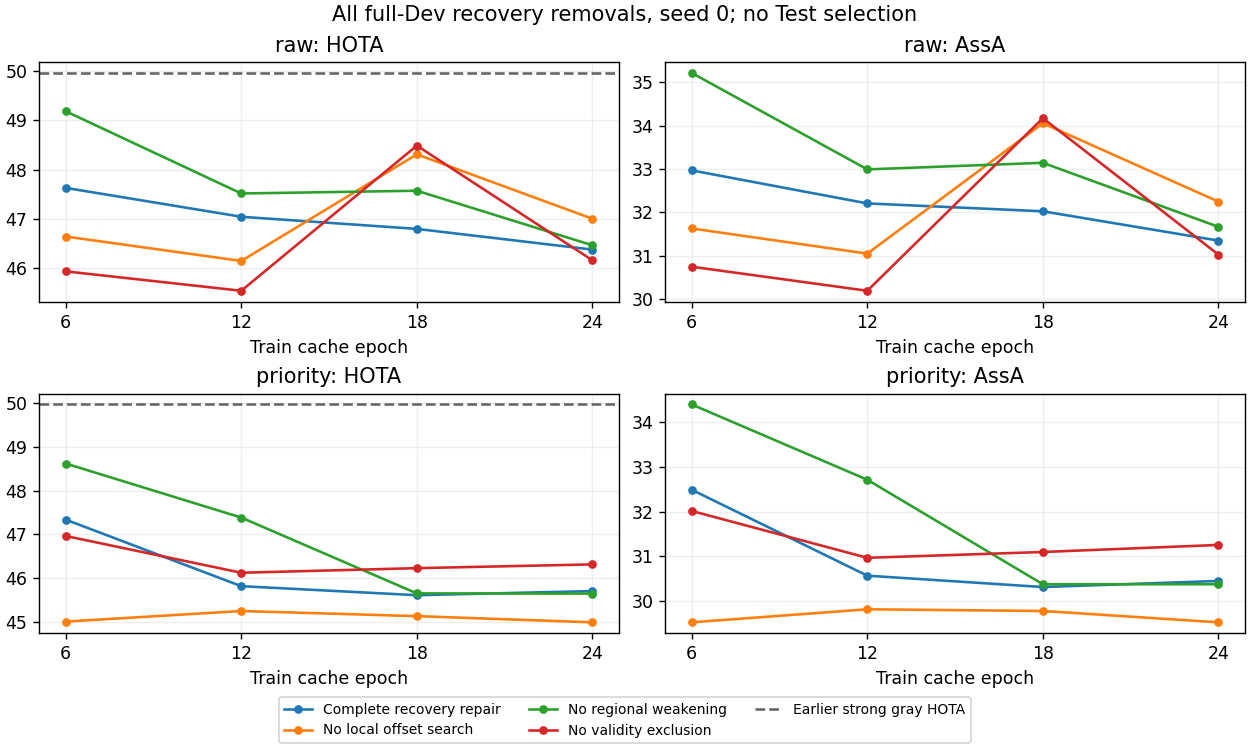 All full-Dev recovery removals, seed 0; no Test selection
raw: HOTA
50
49
48
47
46
6
12
18
24
Train cache epoch
raw: AssA
35
34
33
32
31
30
6
12
18
24
Train cache epoch
priority: HOTA
50
49
48
47
46
45
6
12
18
24
Train cache epoch
priority: AssA
34
33
32
31
30
6
12
18
24
Train cache epoch
Complete recovery repair
No local offset search
No regional weakening
No validity exclusion
Earlier strong gray HOTA